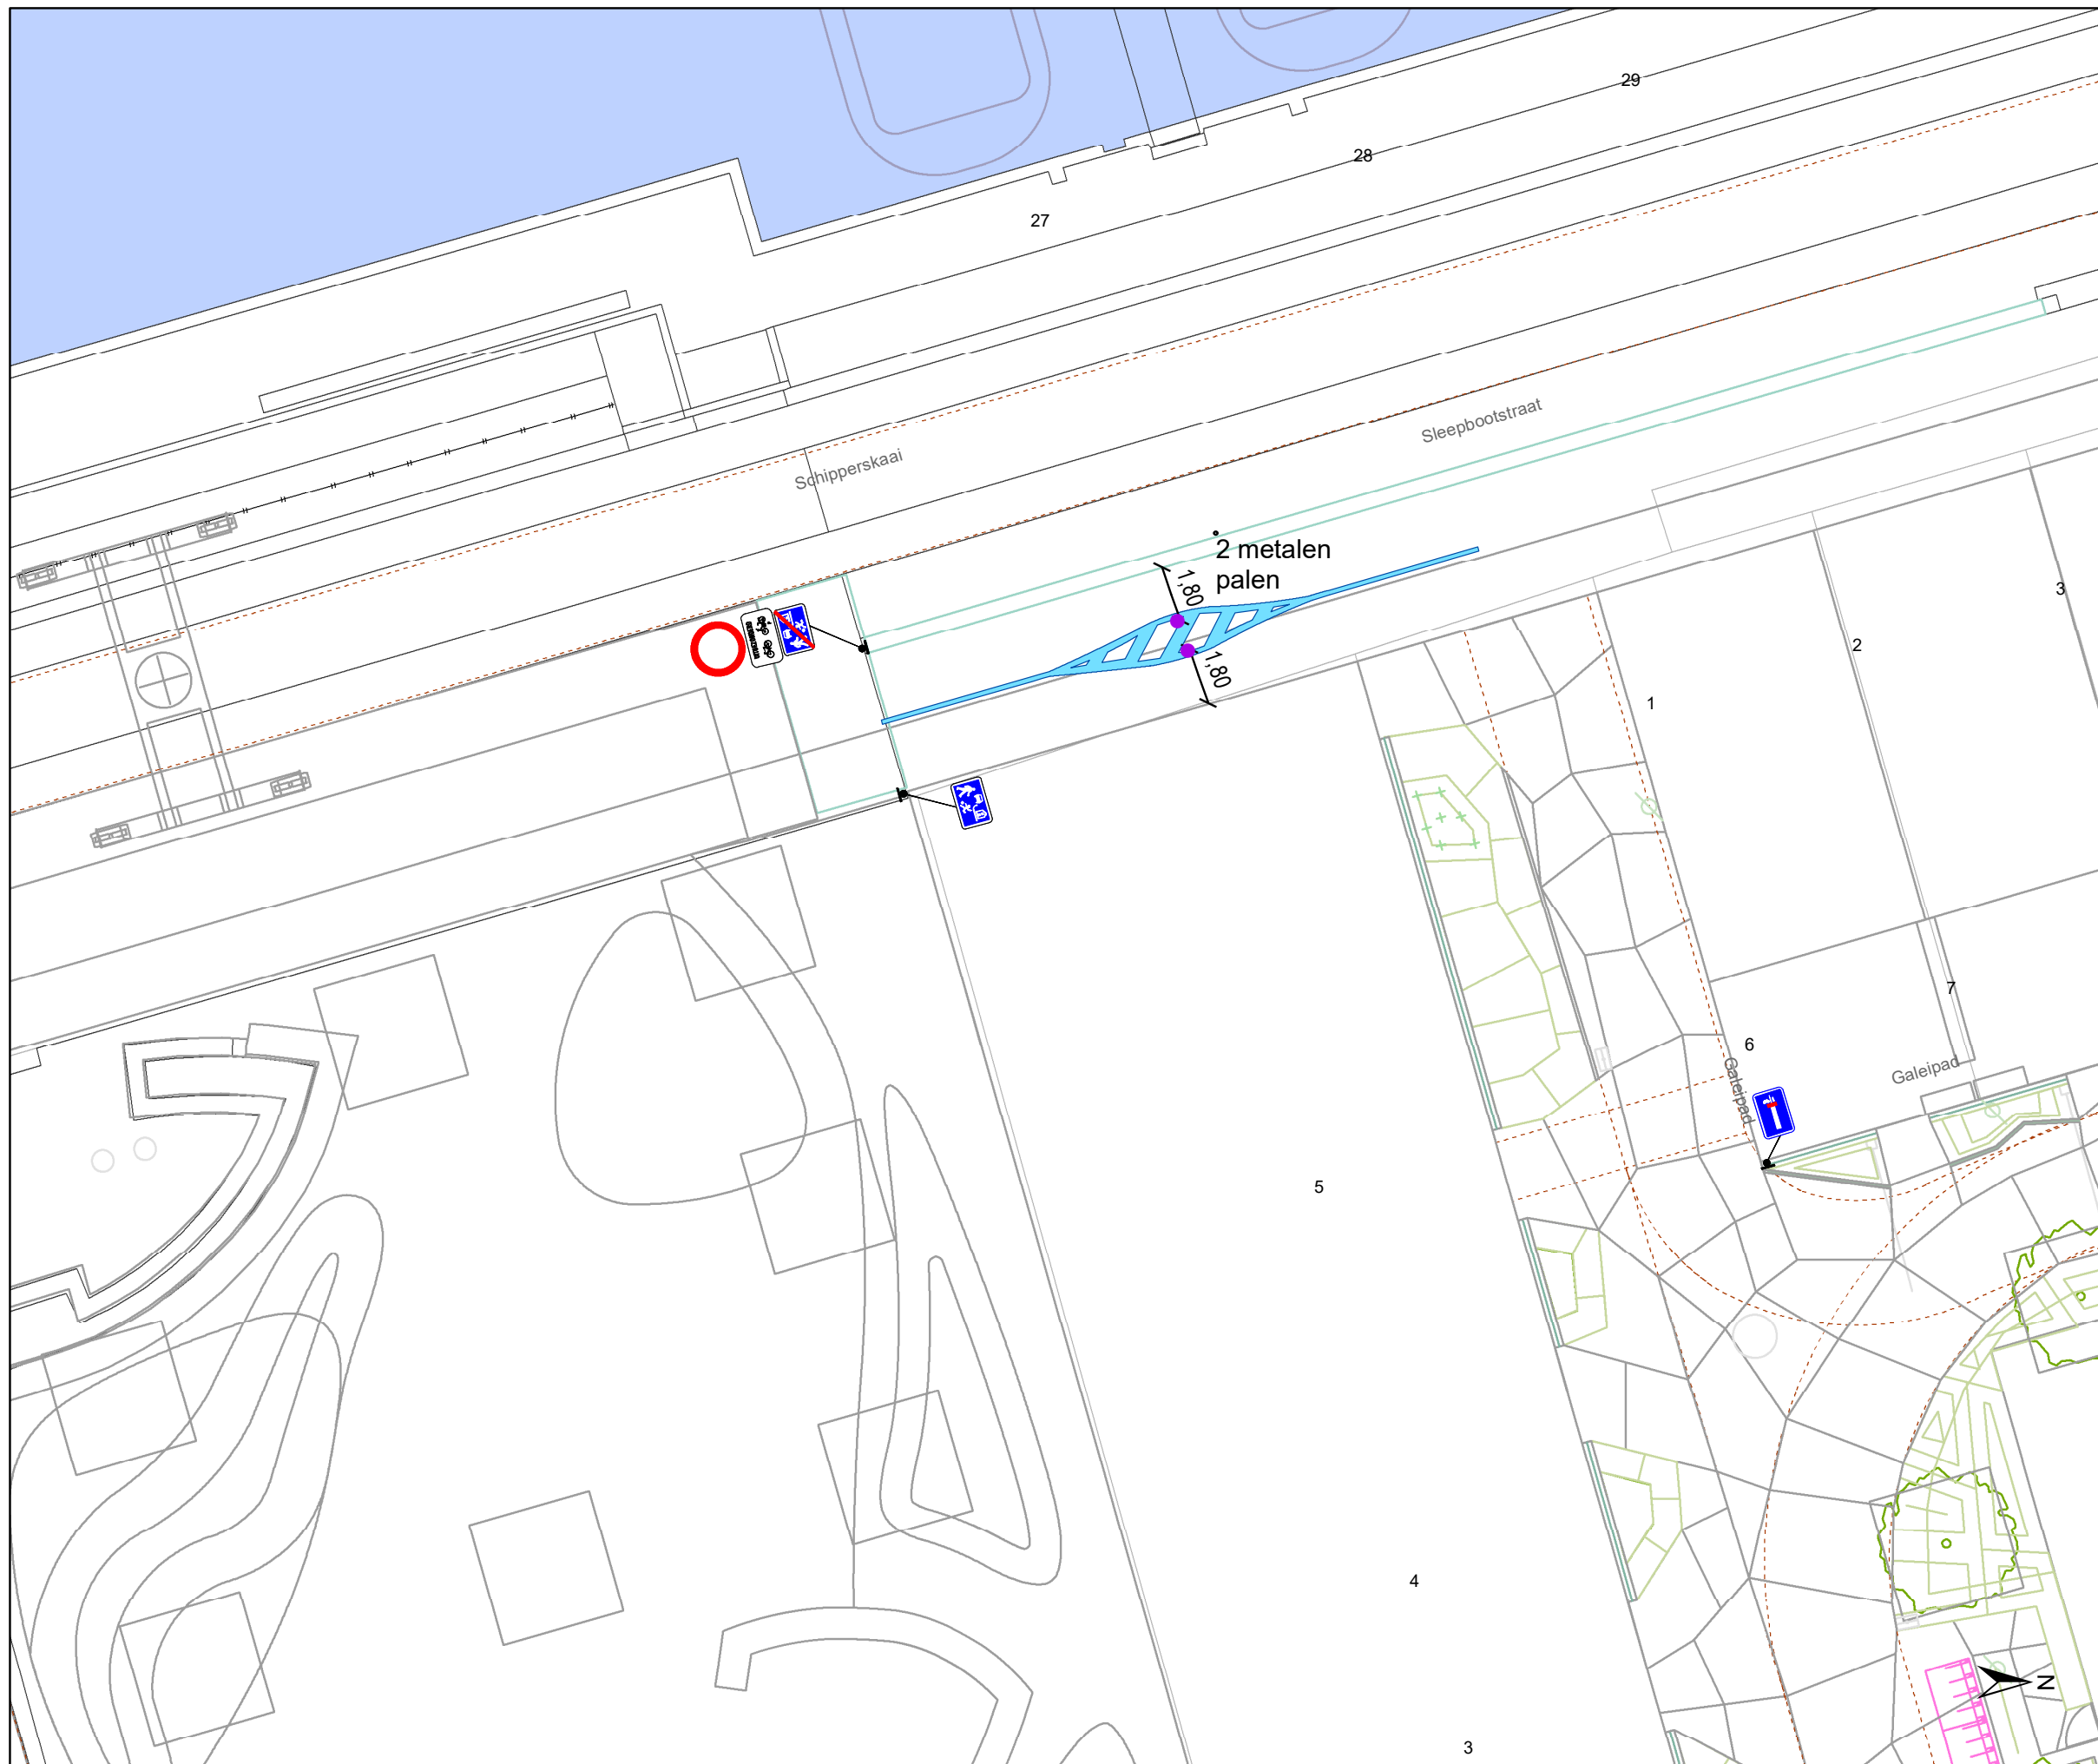 29
28
27
Sleepbootstraat
Schipperskaai
2 metalen
palen
1,80
1,80
3
2
1
7
6
Galeipad
Galeipad
5
4
N
3